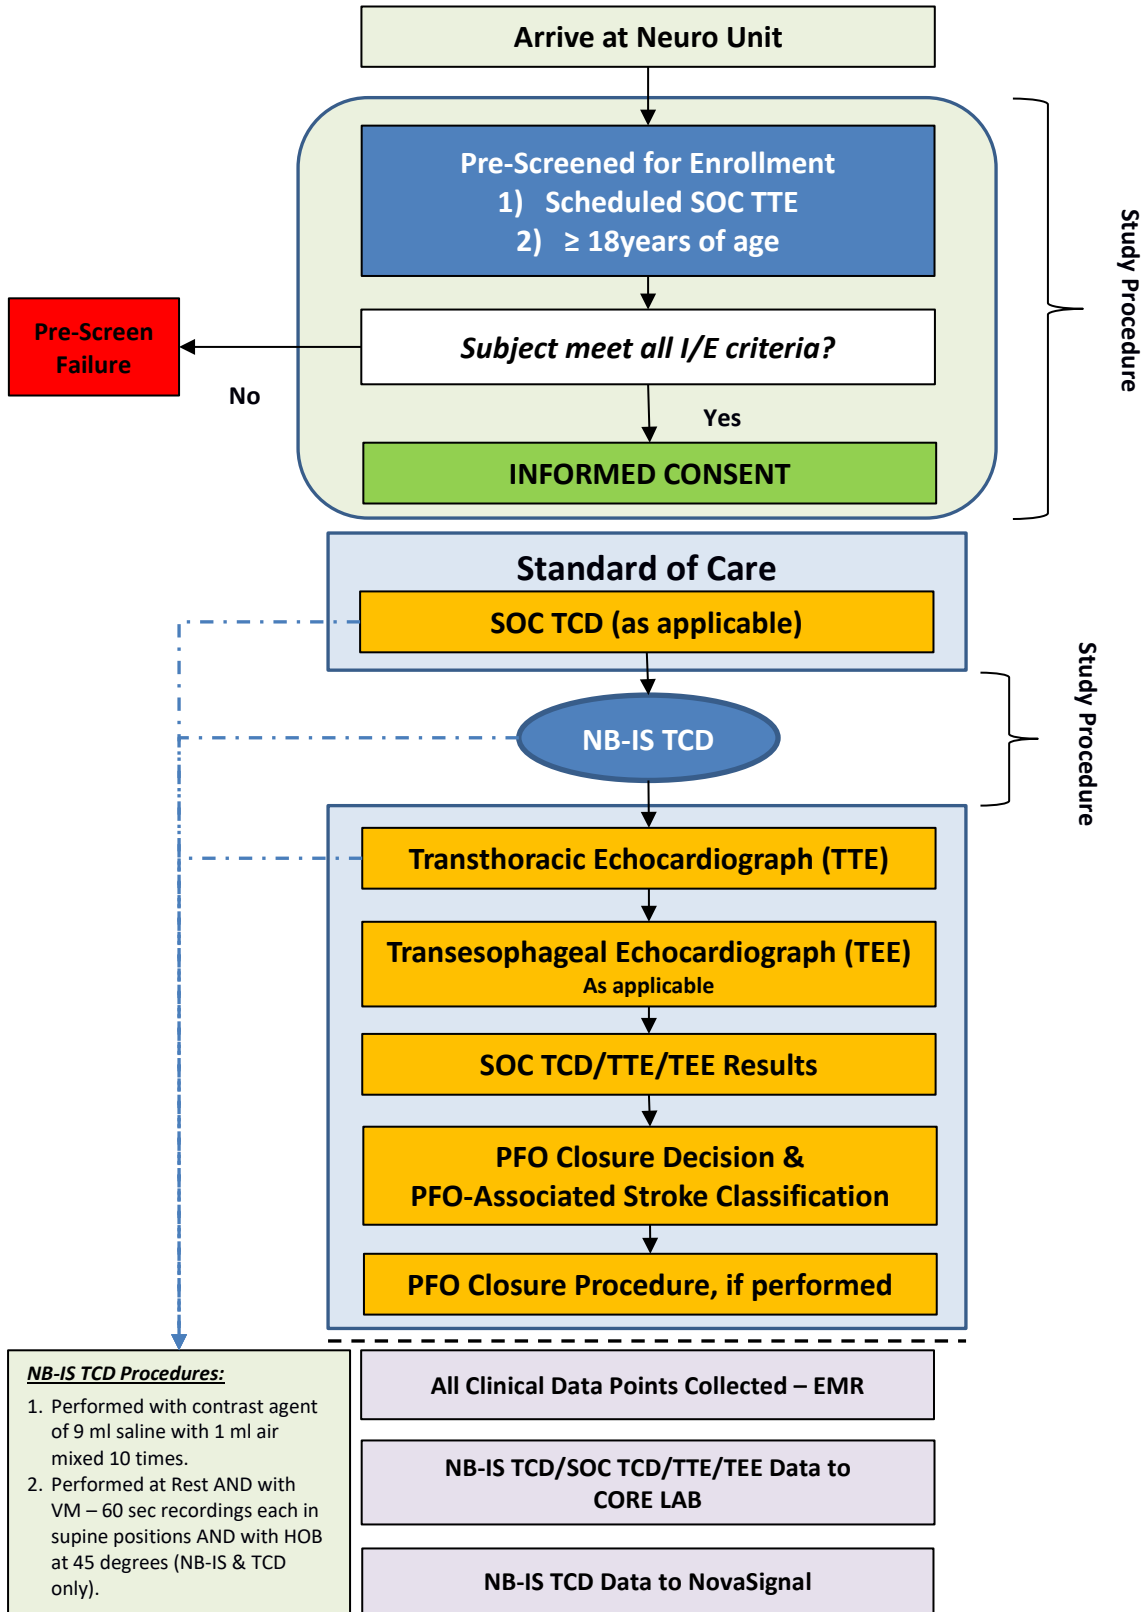 Arrive at Neuro Unit
Pre-Screened for Enrollment
1) Scheduled SOC TTE
2) ≥ 18years of age
Study Procedure
Pre-Screen
Failure
Subject meet all I/E criteria?
No
Yes
INFORMED CONSENT
Standard of Care
SOC TCD (as applicable)
Study Procedure
NB-IS TCD
Transthoracic Echocardiograph (TTE)
Transesophageal Echocardiograph (TEE)
As applicable
SOC TCD/TTE/TEE Results
PFO Closure Decision &
PFO-Associated Stroke Classification
PFO Closure Procedure, if performed
NB-IS TCD Procedures:
1. Performed with contrast agent
of 9 ml saline with 1 ml air
mixed 10 times.
2. Performed at Rest AND with
VM – 60 sec recordings each in
supine positions AND with HOB
at 45 degrees (NB-IS & TCD
only).
All Clinical Data Points Collected – EMR
NB-IS TCD/SOC TCD/TTE/TEE Data to
CORE LAB
NB-IS TCD Data to NovaSignal